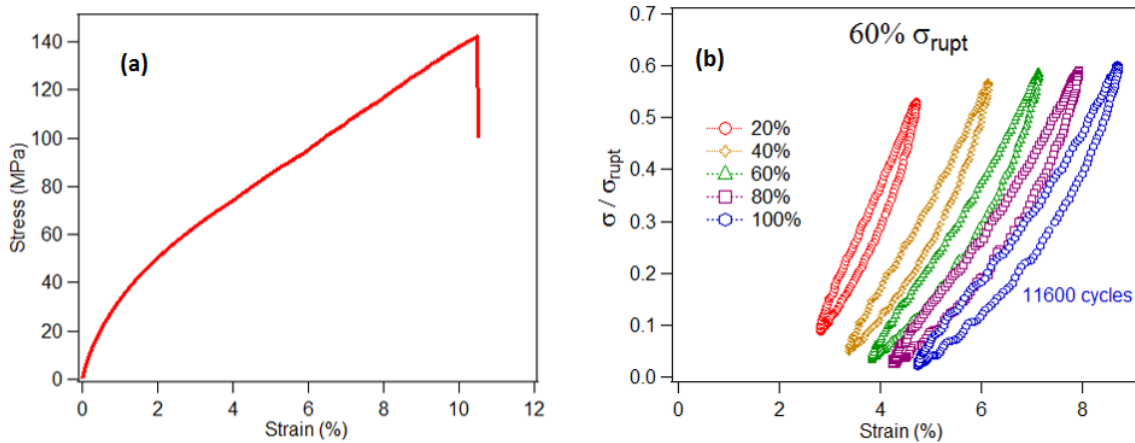 (a)
Stress (MPa)
140
120
100
80
60
40
20
0
0 2 4 6 8 10 12
Strain (%)
(b)
60% σrupt
σ / σrupt
0.6
0.5
0.4
0.3
0.2
0.1
0.0
20%
40%
60%
80%
100%
11600 cycles
0 2 4 6 8
Strain (%)